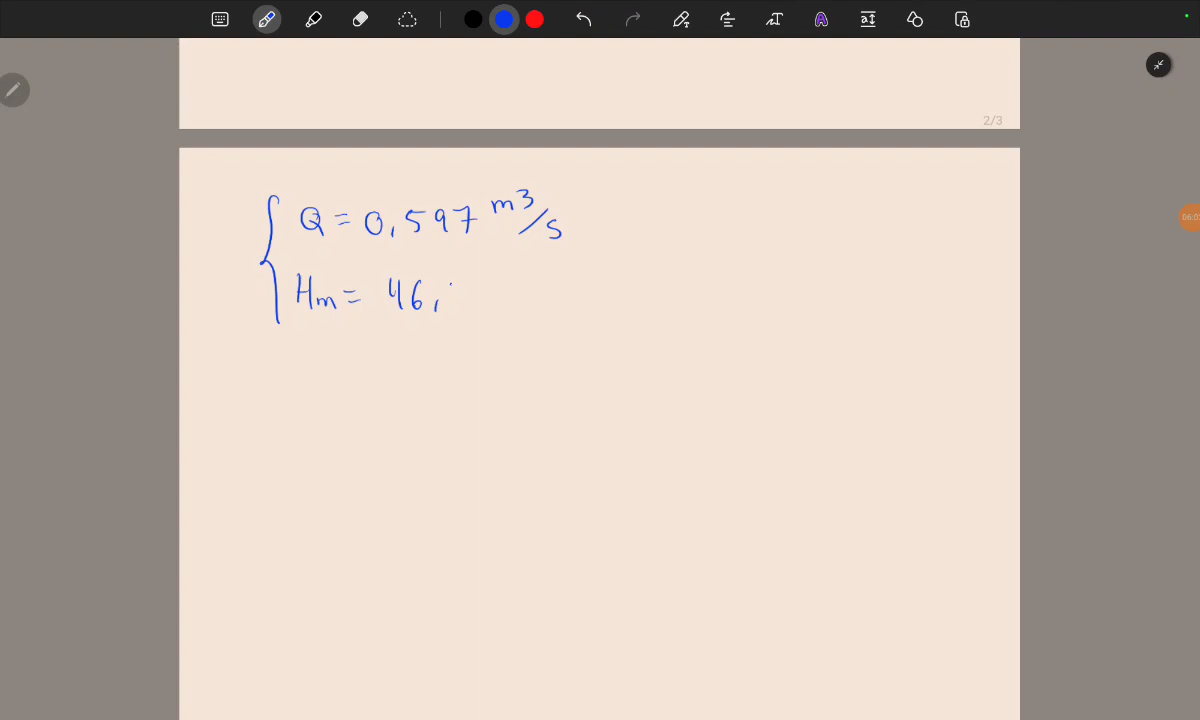 2/3
Q = 0,597 m³/s
Hm = 46,